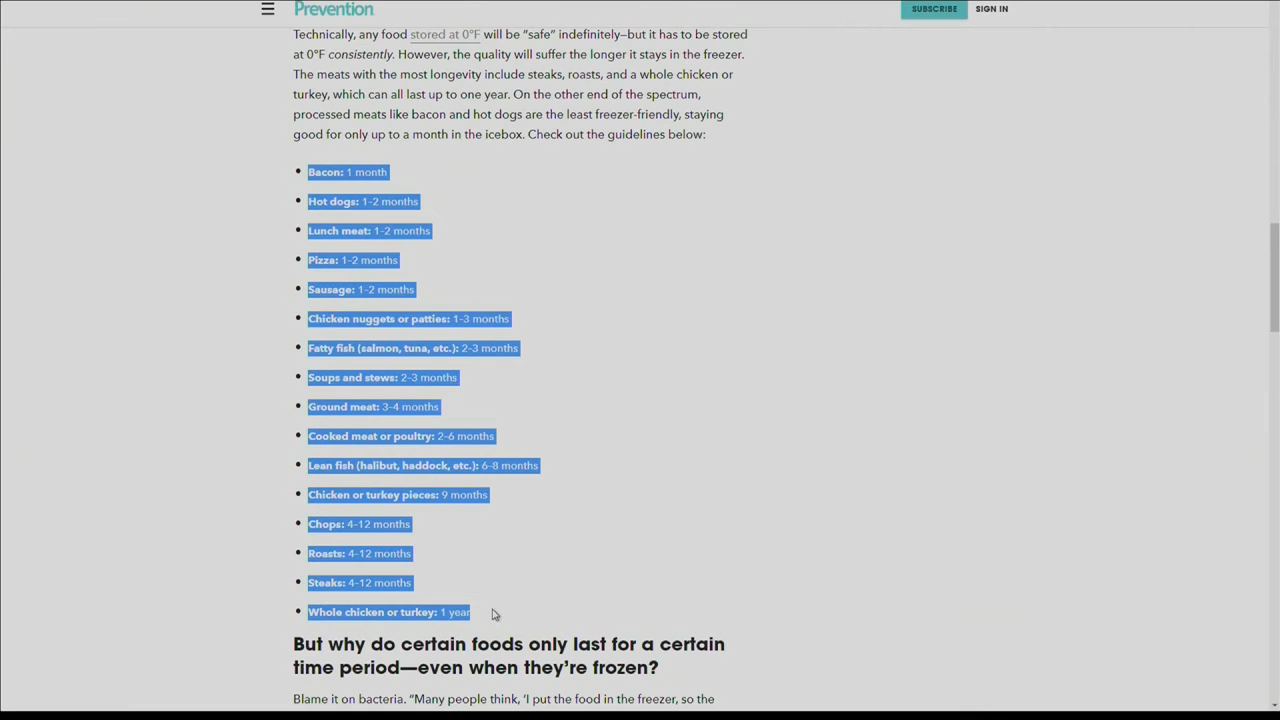 Prevention
SUBSCRIBE
SIGN IN
Technically, any food stored at 0°F will be “safe” indefinitely—but it has to be stored
at 0°F consistently. However, the quality will suffer the longer it stays in the freezer.
The meats with the most longevity include steaks, roasts, and a whole chicken or
turkey, which can all last up to one year. On the other end of the spectrum,
processed meats like bacon and hot dogs are the least freezer-friendly, staying
good for only up to a month in the icebox. Check out the guidelines below:
• Bacon: 1 month
• Hot dogs: 1–2 months
• Lunch meat: 1–2 months
• Pizza: 1–2 months
• Sausage: 1–2 months
• Chicken nuggets or patties: 1–3 months
• Fatty fish (salmon, tuna, etc.): 2–3 months
• Soups and stews: 2–3 months
• Ground meat: 3–4 months
• Cooked meat or poultry: 2–6 months
• Lean fish (halibut, haddock, etc.): 6–8 months
• Chicken or turkey pieces: 9 months
• Chops: 4–12 months
• Roasts: 4–12 months
• Steaks: 4–12 months
• Whole chicken or turkey: 1 year
But why do certain foods only last for a certain
time period—even when they’re frozen?
Blame it on bacteria. “Many people think, ‘I put the food in the freezer, so the